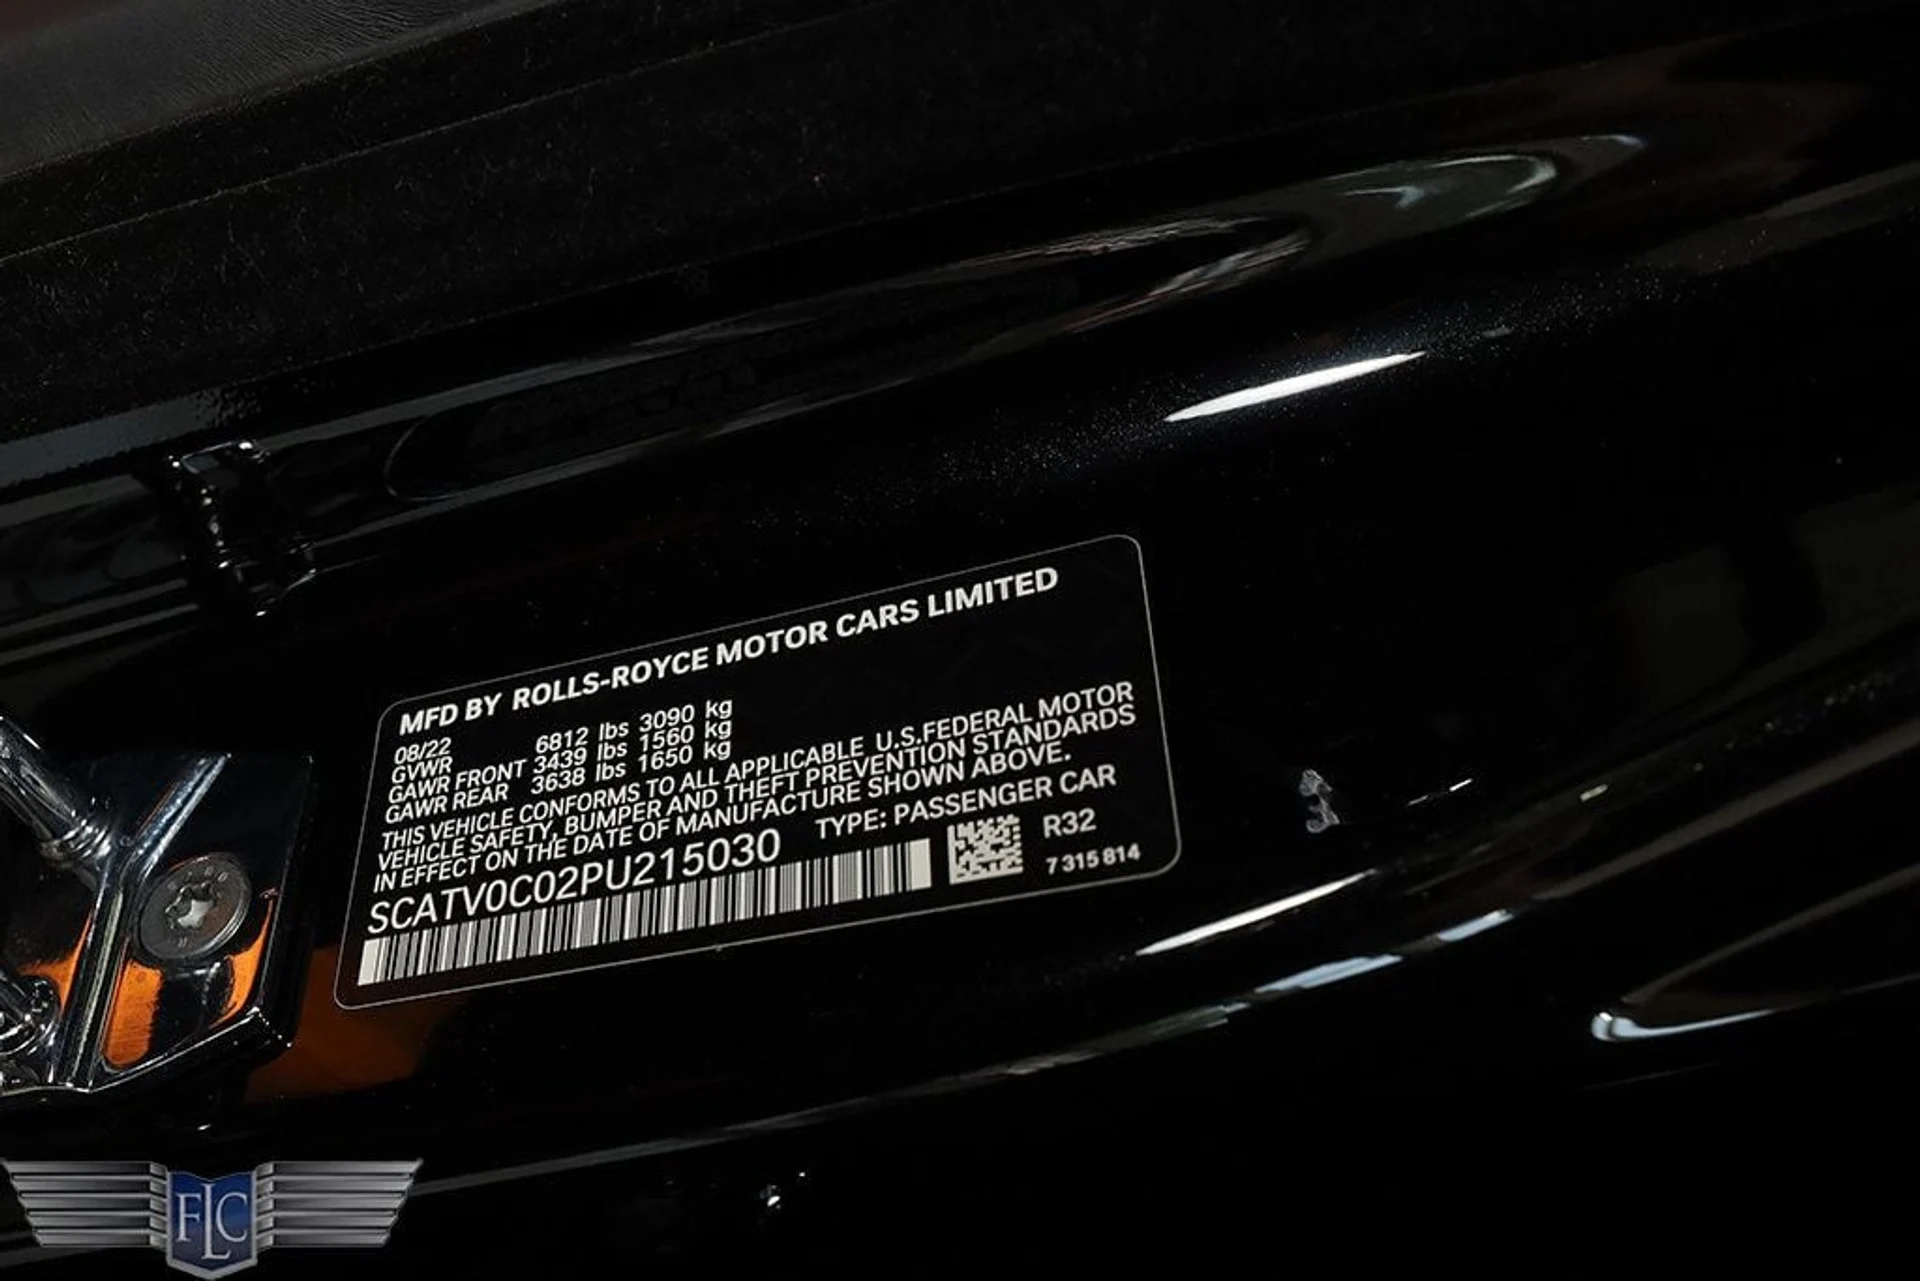 MFD BY ROLLS-ROYCE MOTOR CARS LIMITED
08/22
GVWR 6812 lbs 3090 kg
GAWR FRONT 3439 lbs 1560 kg
GAWR REAR 3638 lbs 1650 kg
THIS VEHICLE CONFORMS TO ALL APPLICABLE U.S.FEDERAL MOTOR
VEHICLE SAFETY, BUMPER AND THEFT PREVENTION STANDARDS
IN EFFECT ON THE DATE OF MANUFACTURE SHOWN ABOVE.
SCATV0C02PU215030 TYPE: PASSENGER CAR
R32
7 315 814
FLC